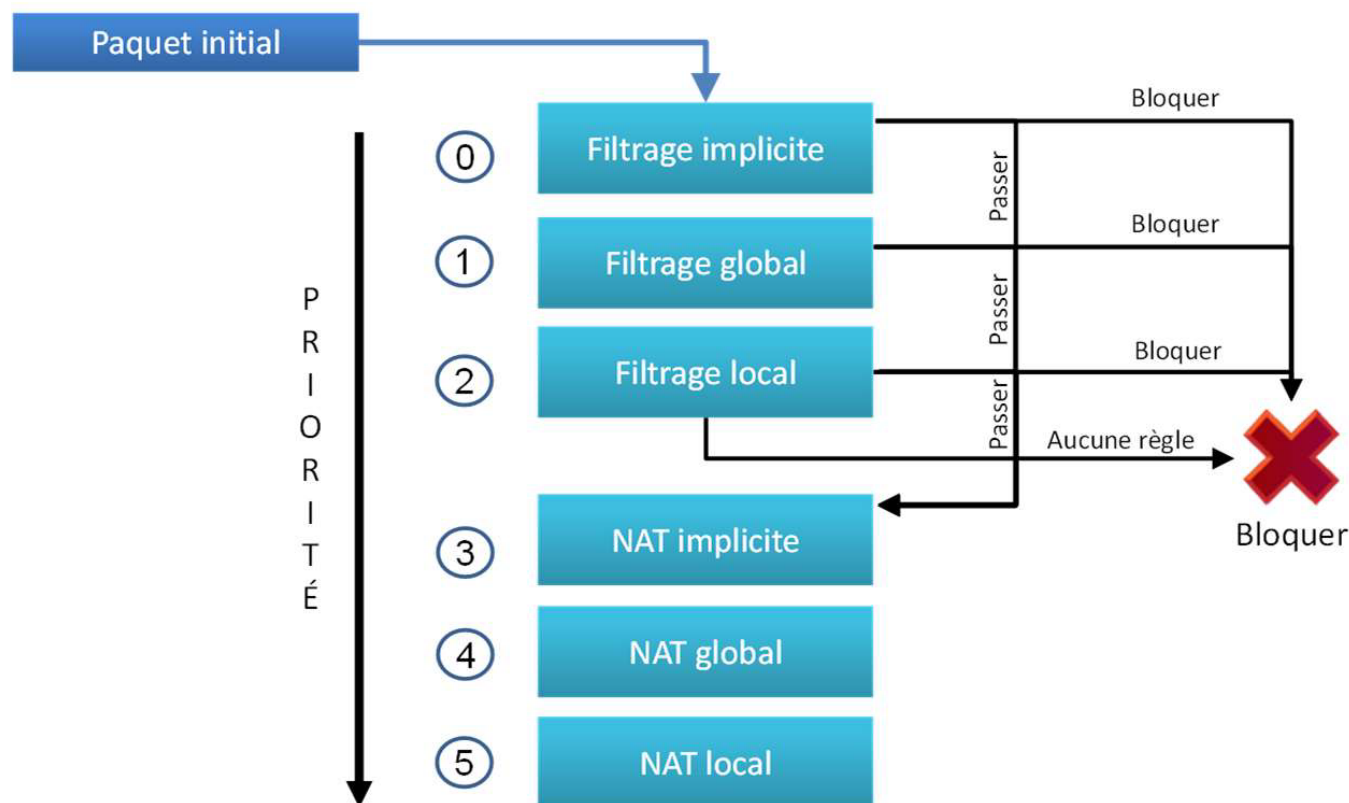 Paquet initial
Bloquer
0
Filtrage implicite
Passer
Bloquer
1
Filtrage global
Passer
Bloquer
2
Filtrage local
Passer
Aucune règle
Bloquer
3
NAT implicite
4
NAT global
5
NAT local
PRIORITÉ